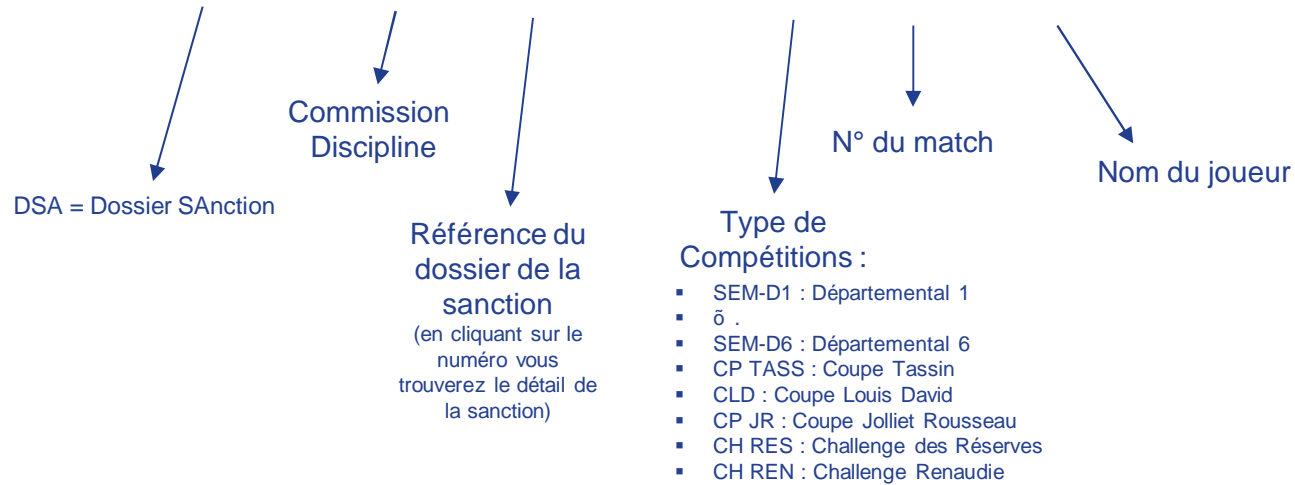 DSA = Dossier SAnction
Commission
Discipline
Référence du
dossier de la
sanction
(en cliquant sur le
numéro vous
trouverez le détail de
la sanction)
Type de
Compétitions :
▪ SEM-D1 : Départemental 1
▪ õ .
▪ SEM-D6 : Départemental 6
▪ CP TASS : Coupe Tassin
▪ CLD : Coupe Louis David
▪ CP JR : Coupe Jolliet Rousseau
▪ CH RES : Challenge des Réserves
▪ CH REN : Challenge Renaudie
N° du match
Nom du joueur